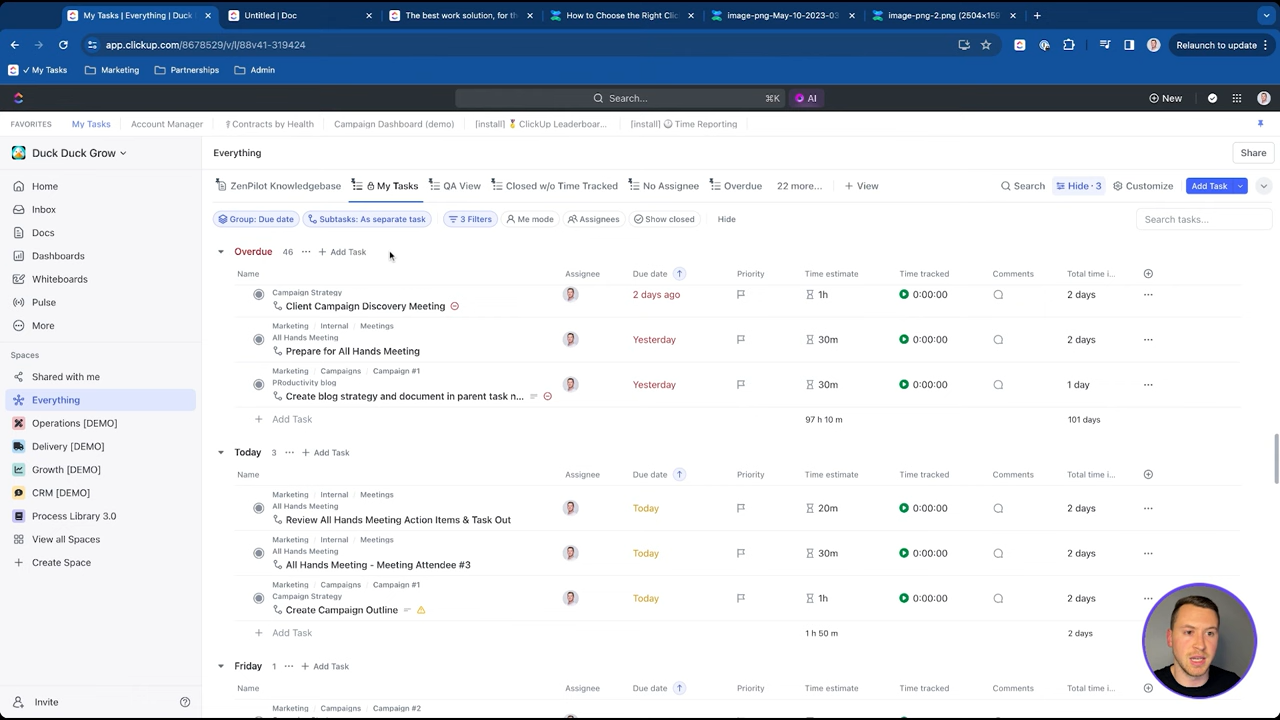 My Tasks | Everything | Duck
Untitled | Doc
The best work solution, for th
How to Choose the Right Clic
image-png-May-10-2023-03
image-png-2.png (2504×159
app.clickup.com/8678529/v/l/88v41-319424
Relaunch to update
✓ My Tasks
Marketing
Partnerships
Admin
Search...
⌘K
AI
New
FAVORITES
My Tasks
Account Manager
Contracts by Health
Campaign Dashboard (demo)
[install] 🏅 ClickUp Leaderboar...
[install] Time Reporting
Duck Duck Grow
Everything
Share
Home
Inbox
Docs
Dashboards
Whiteboards
Pulse
More
Spaces
Shared with me
Everything
Operations [DEMO]
Delivery [DEMO]
Growth [DEMO]
CRM [DEMO]
Process Library 3.0
View all Spaces
Create Space
Invite
ZenPilot Knowledgebase
My Tasks
QA View
Closed w/o Time Tracked
No Assignee
Overdue
22 more...
+ View
Search
Hide · 3
Customize
Add Task
Group: Due date
Subtasks: As separate task
3 Filters
Me mode
Assignees
Show closed
Hide
Search tasks...
Overdue 46 ... + Add Task
Name Assignee Due date Priority Time estimate Time tracked Comments Total time i...
Campaign Strategy
Client Campaign Discovery Meeting 2 days ago 1h 0:00:00 2 days
Marketing / Internal / Meetings
All Hands Meeting
Prepare for All Hands Meeting Yesterday 30m 0:00:00 2 days
Marketing / Campaigns / Campaign #1
PRoductivity blog
Create blog strategy and document in parent task n... Yesterday 30m 0:00:00 1 day
+ Add Task 97 h 10 m 101 days
Today 3 ... + Add Task
Name Assignee Due date Priority Time estimate Time tracked Comments Total time i...
Marketing / Internal / Meetings
All Hands Meeting
Review All Hands Meeting Action Items & Task Out Today 20m 0:00:00 2 days
Marketing / Internal / Meetings
All Hands Meeting
All Hands Meeting - Meeting Attendee #3 Today 30m 0:00:00 2 days
Marketing / Campaigns / Campaign #1
Campaign Strategy
Create Campaign Outline Today 1h 0:00:00 2 days
+ Add Task 1 h 50 m 2 days
Friday 1 ... + Add Task
Name Assignee Due date Priority Time estimate Time tracked Comments Total time i...
Marketing / Campaigns / Campaign #2